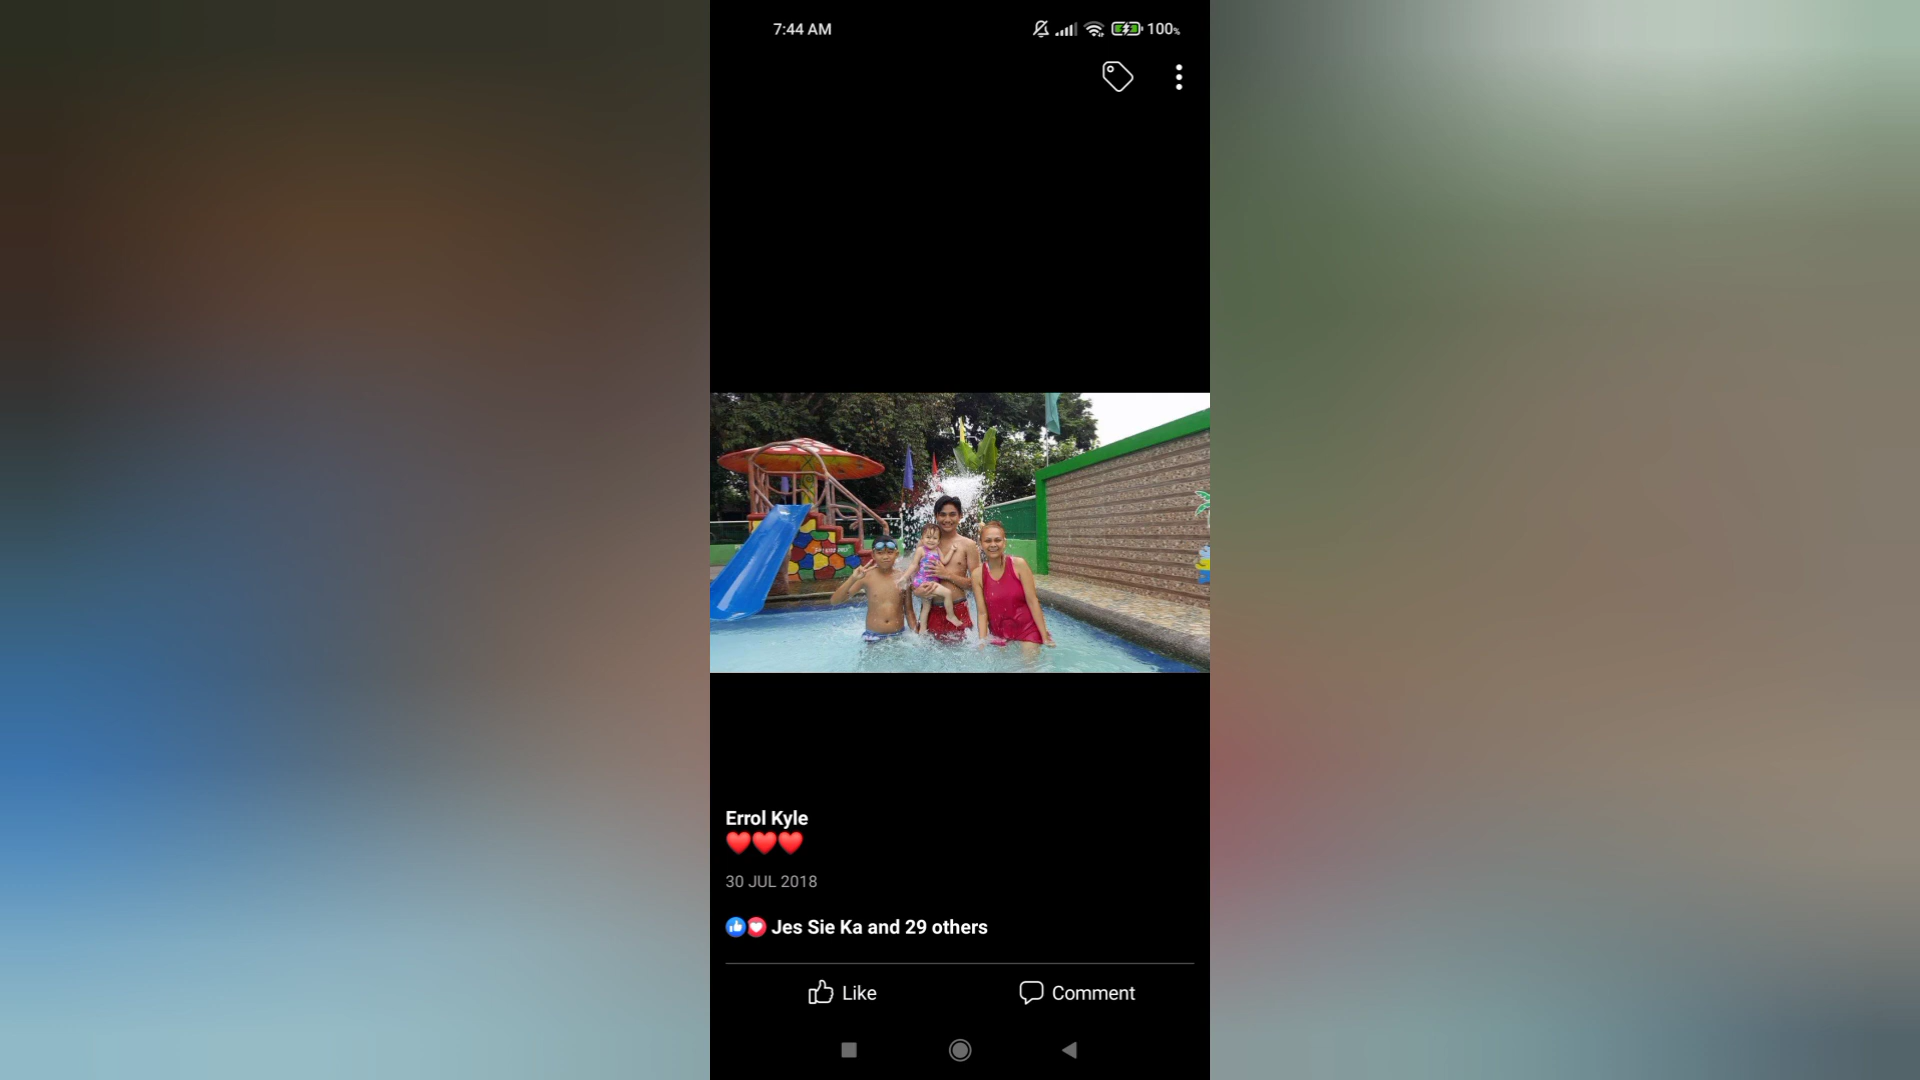 7:44 AM
100%
Errol Kyle
❤️❤️❤️
30 JUL 2018
Jes Sie Ka and 29 others
Like
Comment